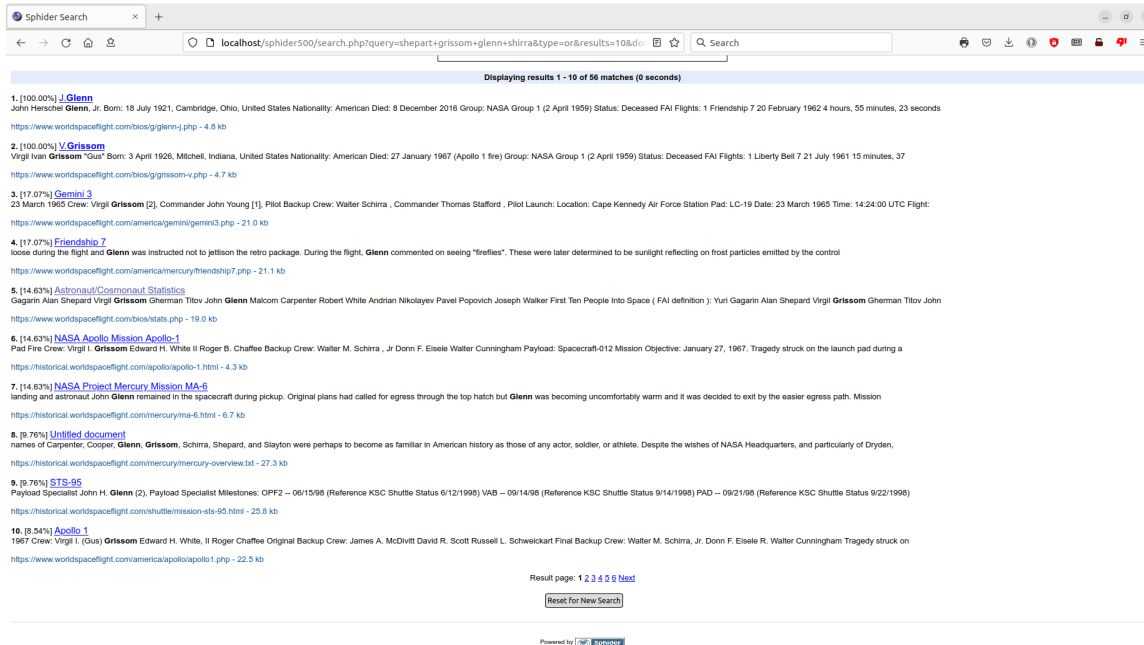 Sphider Search × +
localhost/sphider500/search.php?query=shepart+grissom+glenn+shirra&type=or&results=10&do
Search
Displaying results 1 - 10 of 56 matches (0 seconds)
1. [100.00%] J.Glenn
John Herschel Glenn, Jr. Born: 18 July 1921, Cambridge, Ohio, United States Nationality: American Died: 8 December 2016 Group: NASA Group 1 (2 April 1959) Status: Deceased FAI Flights: 1 Friendship 7 20 February 1962 4 hours, 55 minutes, 23 seconds
https://www.worldspaceflight.com/bios/g/glenn-j.php - 4.8 kb
2. [100.00%] V.Grissom
Virgil Ivan Grissom "Gus" Born: 3 April 1926, Mitchell, Indiana, United States Nationality: American Died: 27 January 1967 (Apollo 1 fire) Group: NASA Group 1 (2 April 1959) Status: Deceased FAI Flights: 1 Liberty Bell 7 21 July 1961 15 minutes, 37
https://www.worldspaceflight.com/bios/g/grissom-v.php - 4.7 kb
3. [17.07%] Gemini 3
23 March 1965 Crew: Virgil Grissom [2], Commander John Young [1], Pilot Backup Crew: Walter Schirra , Commander Thomas Stafford , Pilot Launch: Location: Cape Kennedy Air Force Station Pad: LC-19 Date: 23 March 1965 Time: 14:24:00 UTC Flight:
https://www.worldspaceflight.com/america/gemini/gemini3.php - 21.0 kb
4. [17.07%] Friendship 7
loose during the flight and Glenn was instructed not to jettison the retro package. During the flight, Glenn commented on seeing "fireflies". These were later determined to be sunlight reflecting on frost particles emitted by the control
https://www.worldspaceflight.com/america/mercury/friendship7.php - 21.1 kb
5. [14.63%] Astronaut/Cosmonaut Statistics
Gagarin Alan Shepard Virgil Grissom Gherman Titov John Glenn Malcom Carpenter Robert White Andrian Nikolayev Pavel Popovich Joseph Walker First Ten People Into Space ( FAI definition ): Yuri Gagarin Alan Shepard Virgil Grissom Gherman Titov John
https://www.worldspaceflight.com/bios/stats.php - 19.0 kb
6. [14.63%] NASA Apollo Mission Apollo-1
Pad Fire Crew: Virgil I. Grissom Edward H. White II Roger B. Chaffee Backup Crew: Walter M. Schirra , Jr Donn F. Eisele Walter Cunningham Payload: Spacecraft-012 Mission Objective: January 27, 1967. Tragedy struck on the launch pad during a
https://historical.worldspaceflight.com/apollo/apollo-1.html - 4.3 kb
7. [14.63%] NASA Project Mercury Mission MA-6
landing and astronaut John Glenn remained in the spacecraft during pickup. Original plans had called for egress through the top hatch but Glenn was becoming uncomfortably warm and it was decided to exit by the easier egress path. Mission
https://historical.worldspaceflight.com/mercury/ma-6.html - 6.7 kb
8. [9.76%] Untitled document
names of Carpenter, Cooper, Glenn, Grissom, Schirra, Shepard, and Slayton were perhaps to become as familiar in American history as those of any actor, soldier, or athlete. Despite the wishes of NASA Headquarters, and particularly of Dryden,
https://historical.worldspaceflight.com/mercury/mercury-overview.txt - 27.3 kb
9. [9.76%] STS-95
Payload Specialist John H. Glenn (2), Payload Specialist Milestones: OPF2 -- 06/15/98 (Reference KSC Shuttle Status 6/12/1998) VAB -- 09/14/98 (Reference KSC Shuttle Status 9/14/1998) PAD -- 09/21/98 (Reference KSC Shuttle Status 9/22/1998)
https://historical.worldspaceflight.com/shuttle/mission-sts-95.html - 25.8 kb
10. [8.54%] Apollo 1
1967 Crew: Virgil I. (Gus) Grissom Edward H. White, II Roger Chaffee Original Backup Crew: James A. McDivitt David R. Scott Russell L. Schweickart Final Backup Crew: Walter M. Schirra, Jr. Donn F. Eisele R. Walter Cunningham Tragedy struck on
https://www.worldspaceflight.com/america/apollo/apollo1.php - 22.5 kb
Result page: 1 2 3 4 5 6 Next
Reset for New Search
Powered by Sphider